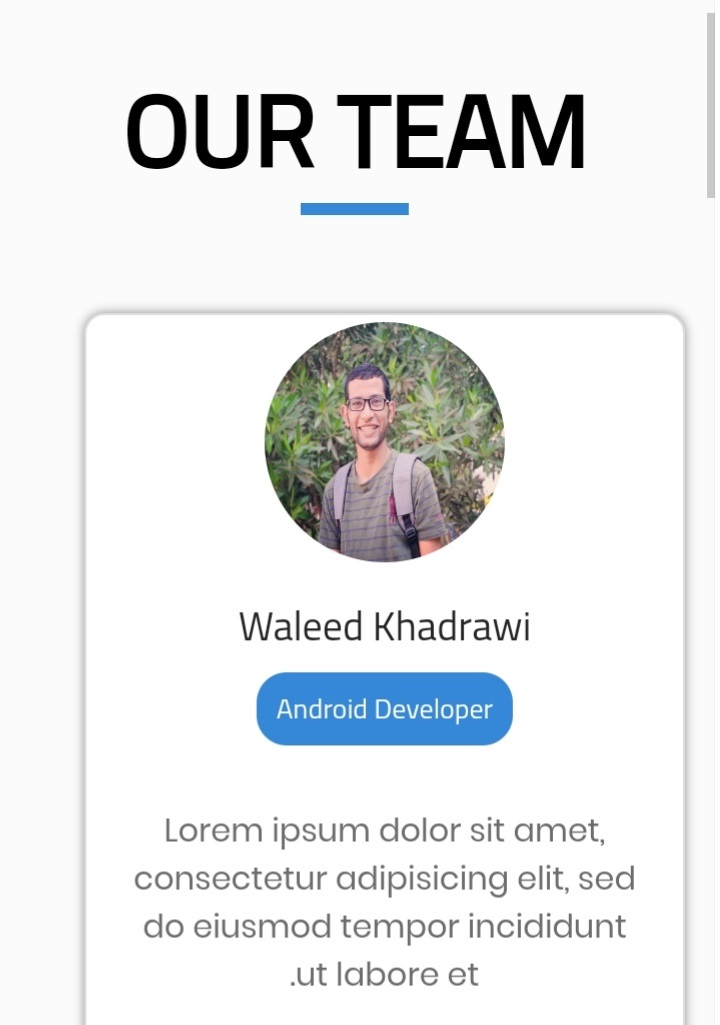 OUR TEAM
Waleed Khadrawi
Android Developer
Lorem ipsum dolor sit amet,
consectetur adipisicing elit, sed
do eiusmod tempor incididunt
.ut labore et